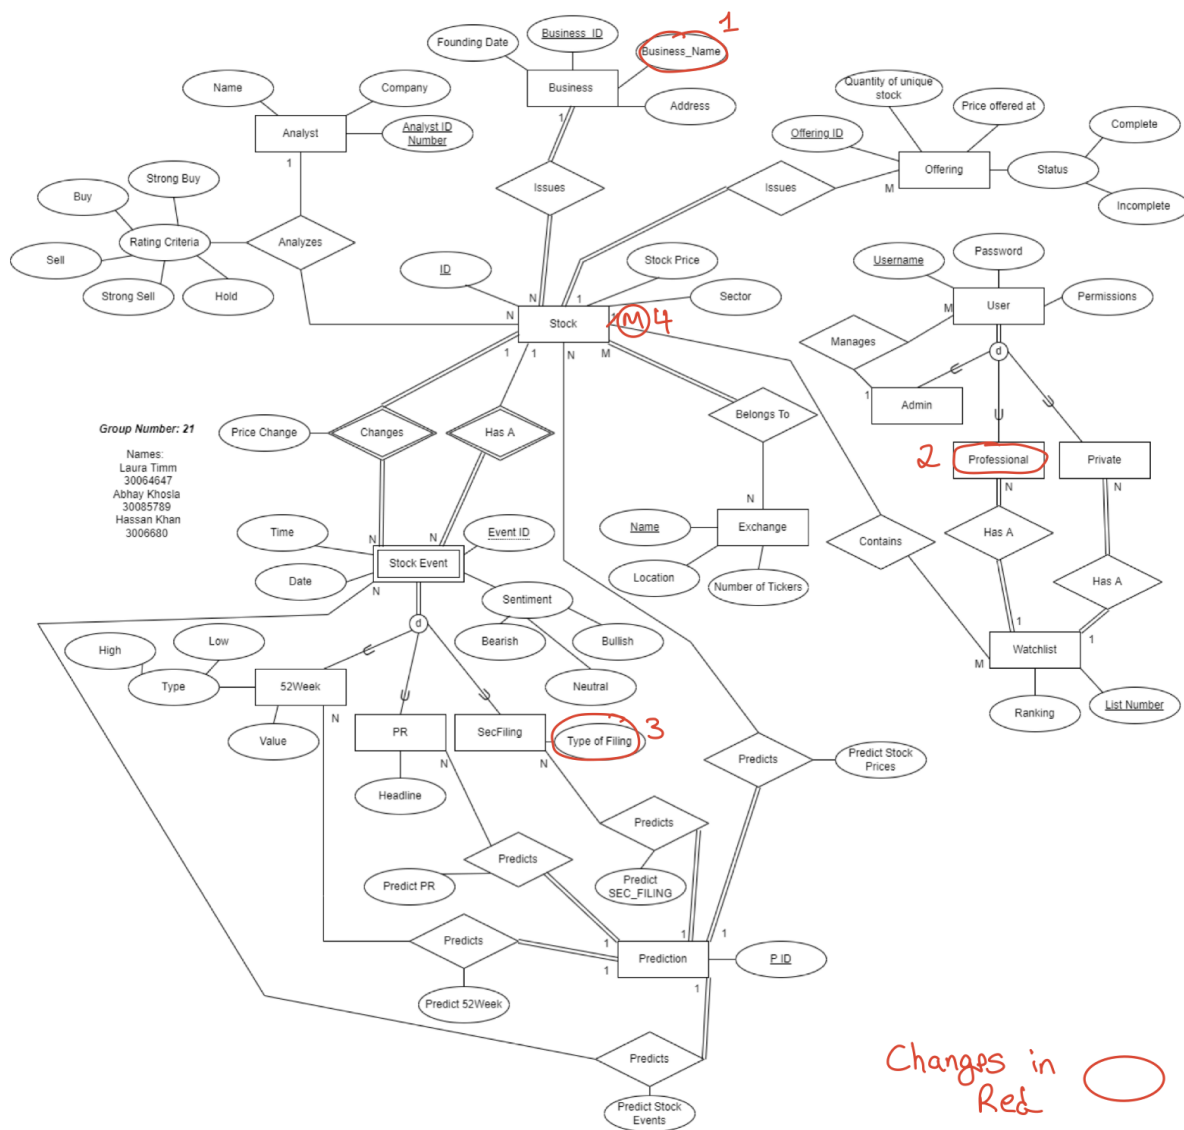 1
Business_ID
Founding Date
Business_Name
Business
Address
1
Name
Company
Analyst
Analyst ID
Number
1
Quantity of unique
stock
Price offered at
Offering ID
Complete
Offering
Status
Incomplete
M
Issues
Issues
Strong Buy
Buy
Rating Criteria
Analyzes
Sell
Strong Sell
Hold
ID
Stock Price
Sector
N
1
N
Stock
1
M
4
1
1
N
M
Password
Username
User
Permissions
M
Manages
d
1
Admin
U
U
U
2
Professional
Private
N
N
Has A
Has A
1
1
Watchlist
M
Ranking
List Number
Contains
Belongs To
N
Name
Exchange
Location
Number of Tickers
Group Number: 21
Names:
Laura Timm
30064647
Abhay Khosla
30085789
Hassan Khan
3006680
Price Change
Changes
Has A
Time
Event ID
N
N
Stock Event
Date
N
Sentiment
Bearish
Bullish
Neutral
d
U
U
U
High
Low
Type
52Week
Value
N
PR
N
Headline
SecFiling
N
Type of Filing
3
Predicts
Predict Stock
Prices
Predicts
Predict
SEC_FILING
Predicts
Predict PR
Predicts
Predict 52Week
1
1
1
1
1
Prediction
P ID
Predicts
Predict Stock
Events
Changes in
Red